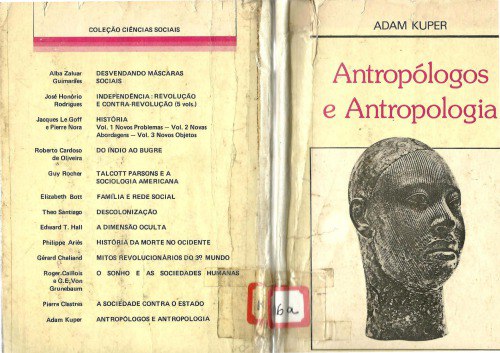 COLEÇÃO CIÊNCIAS SOCIAIS
Alba Zaluar DESVENDANDO MÁSCARAS
Guimarães SOCIAIS
José Honório INDEPENDÊNCIA: REVOLUÇÃO
Rodrigues E CONTRA-REVOLUÇÃO (5 vols.)
Jacques Le Goff HISTÓRIA
e Pierre Nora Vol. 1 Novos Problemas — Vol. 2 Novas
Abordagens — Vol. 3 Novos Objetos
Roberto Cardoso DO ÍNDIO AO BUGRE
de Oliveira
Guy Rocher TALCOTT PARSONS E A
SOCIOLOGIA AMERICANA
Elizabeth Bott FAMÍLIA E REDE SOCIAL
Theo Santiago DESCOLONIZAÇÃO
Edward T. Hall A DIMENSÃO OCULTA
Philippe Ariès HISTÓRIA DA MORTE NO OCIDENTE
Gérard Chaliand MITOS REVOLUCIONÁRIOS DO 3º MUNDO
Roger Caillois O SONHO E AS SOCIEDADES HUMANAS
e G.E. Von
Grunebaum
Pierre Clastres A SOCIEDADE CONTRA O ESTADO
Adam Kuper ANTROPÓLOGOS E ANTROPOLOGIA
16a
ADAM KUPER
Antropólogos
e Antropologia